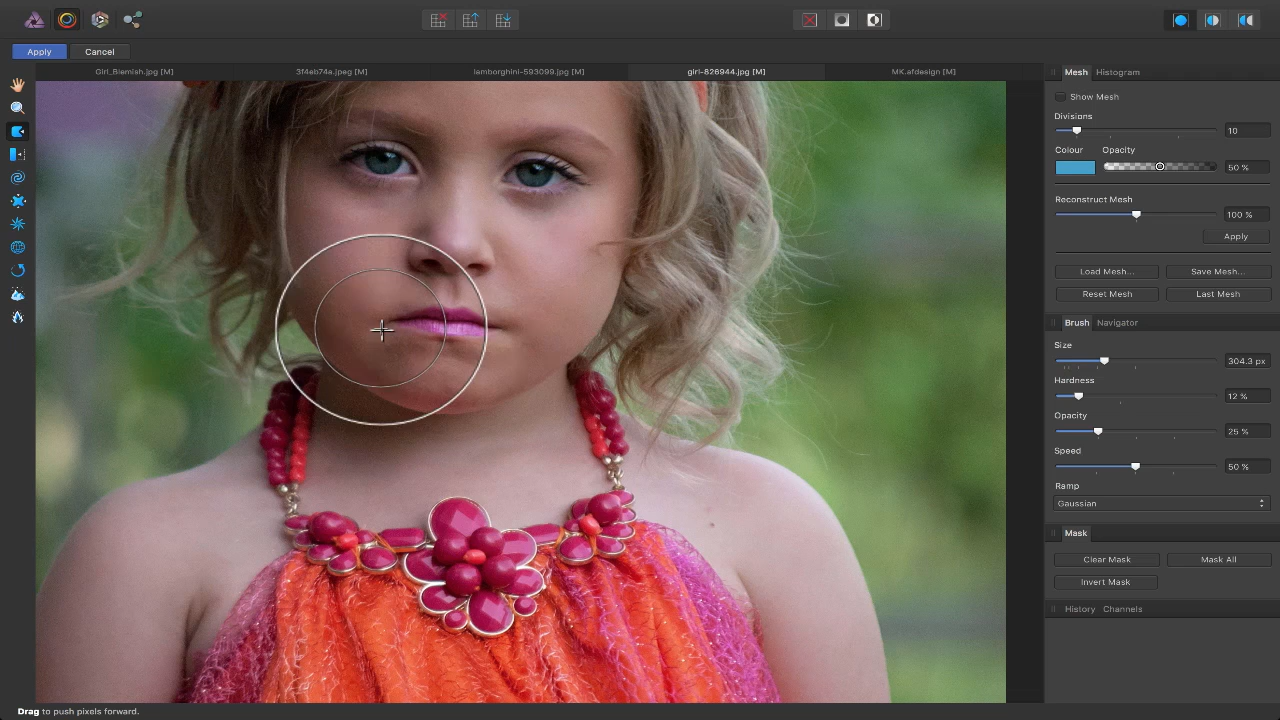 Apply Cancel
Girl_Blemish.jpg [M] 3f4eb74a.jpeg [M] lamborghini-593099.jpg [M] girl-826944.jpg [M] MK.afdesign [M]
Mesh Histogram
Show Mesh
Divisions
10
Colour Opacity
50 %
Reconstruct Mesh
100 %
Apply
Load Mesh... Save Mesh...
Reset Mesh Last Mesh
Brush Navigator
Size
304.3 px
Hardness
12 %
Opacity
25 %
Speed
50 %
Ramp
Gaussian
Mask
Clear Mask Mask All
Invert Mask
History Channels
Drag to push pixels forward.